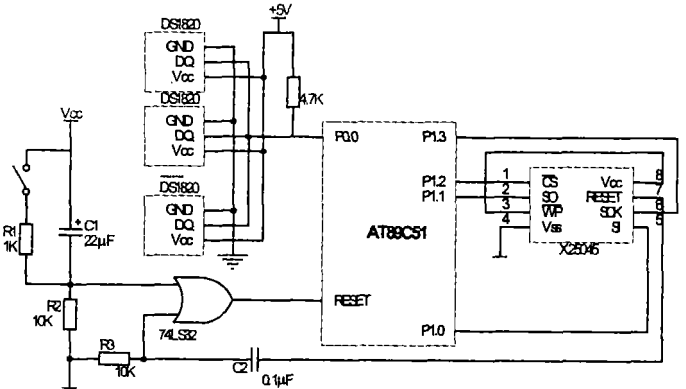 +5V
DS1820
GND
DQ
Vcc
DS1820
GND
DQ
Vcc
DS1820
GND
DQ
Vcc
4.7K
Vcc
R1
1K
C1
+
22μF
R2
10K
R3
10K
74LS32
C2
0.1μF
P0.0
P1.3
P1.2
P1.1
AT89C51
RESET
P1.0
1
2
3
4
CS
SO
WP
Vss
Vcc
RESET
SCK
SI
8
7
6
5
X25045